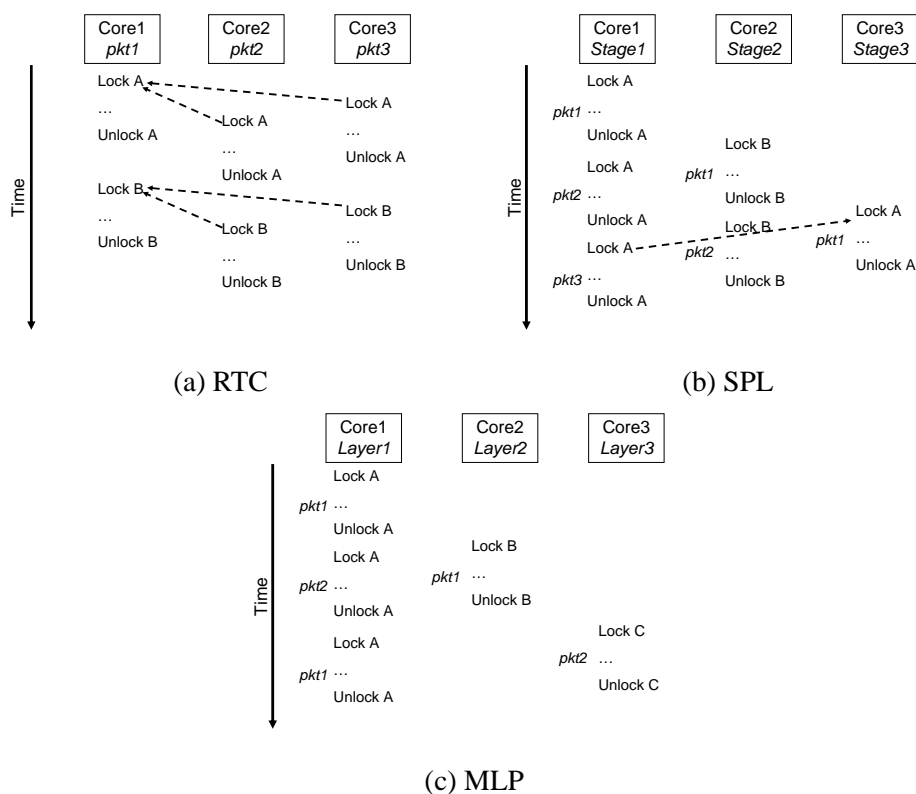 Core1
pkt1
Core2
pkt2
Core3
pkt3
Time
Lock A
…
Unlock A
Lock B
…
Unlock B
Lock A
…
Unlock A
Lock B
…
Unlock B
Lock A
…
Unlock A
Lock B
…
Unlock B
(a) RTC
Core1
Stage1
Core2
Stage2
Core3
Stage3
Time
Lock A
pkt1 …
Unlock A
Lock A
pkt2 …
Unlock A
Lock A
pkt3 …
Unlock A
Lock B
pkt1 …
Unlock B
Lock B
pkt2 …
Unlock B
Lock A
pkt1 …
Unlock A
(b) SPL
Core1
Layer1
Core2
Layer2
Core3
Layer3
Time
Lock A
pkt1 …
Unlock A
Lock A
pkt2 …
Unlock A
Lock A
pkt1 …
Unlock A
Lock B
pkt1 …
Unlock B
Lock C
pkt2 …
Unlock C
(c) MLP